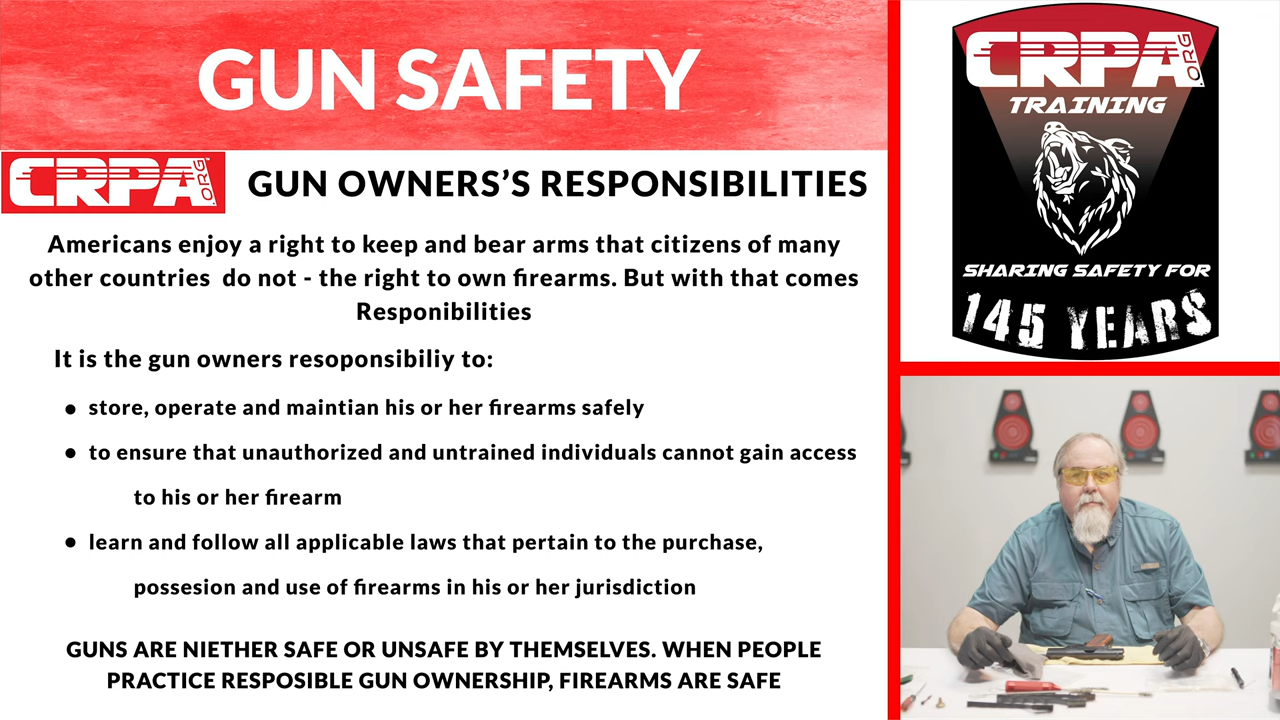 GUN SAFETY
CRPA.ORG
GUN OWNERS'S RESPONSIBILITIES
Americans enjoy a right to keep and bear arms that citizens of many
other countries do not - the right to own firearms. But with that comes
Responibilities
It is the gun owners resoponsibiliy to:
• store, operate and maintian his or her firearms safely
• to ensure that unauthorized and untrained individuals cannot gain access
to his or her firearm
• learn and follow all applicable laws that pertain to the purchase,
possesion and use of firearms in his or her jurisdiction
GUNS ARE NIETHER SAFE OR UNSAFE BY THEMSELVES. WHEN PEOPLE
PRACTICE RESPOSIBLE GUN OWNERSHIP, FIREARMS ARE SAFE
CRPA.ORG
TRAINING
SHARING SAFETY FOR
145 YEARS